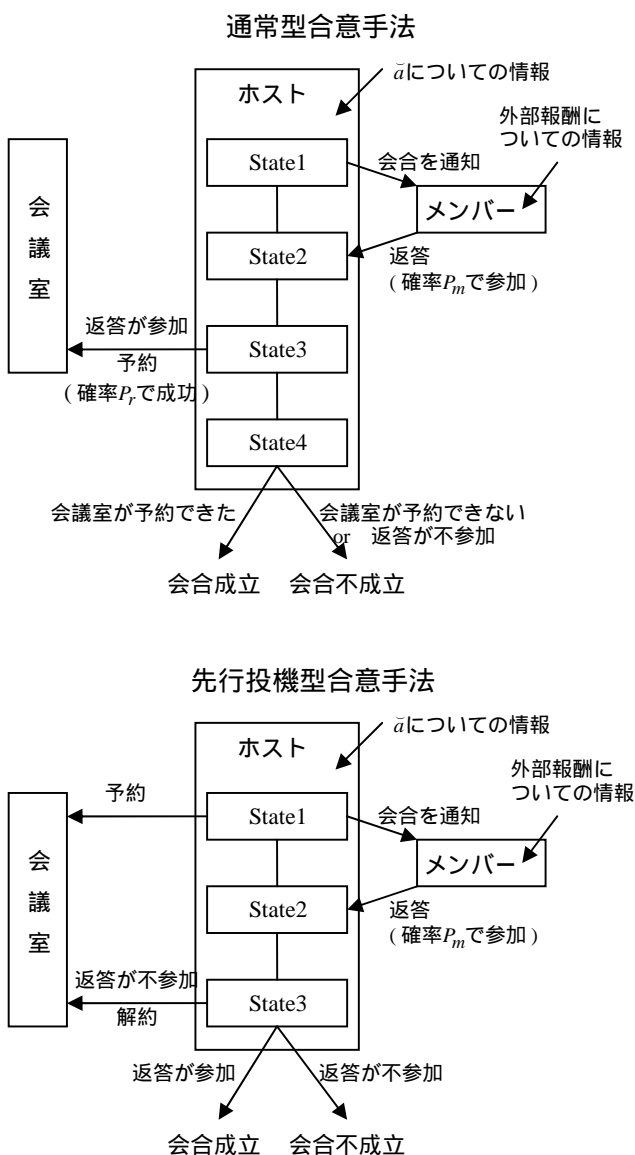 通常型合意手法
ăについての情報
ホスト
外部報酬に
ついての情報
State1
会合を通知
メンバー
会
議
室
State2
返答
(確率Pmで参加)
返答が参加
State3
予約
(確率Prで成功)
State4
会議室が予約できた
会議室が予約できない
or 返答が不参加
会合成立
会合不成立
先行投機型合意手法
ăについての情報
ホスト
外部報酬に
ついての情報
予約
State1
会合を通知
メンバー
会
議
室
State2
返答
(確率Pmで参加)
返答が不参加
State3
解約
返答が参加
返答が不参加
会合成立
会合不成立